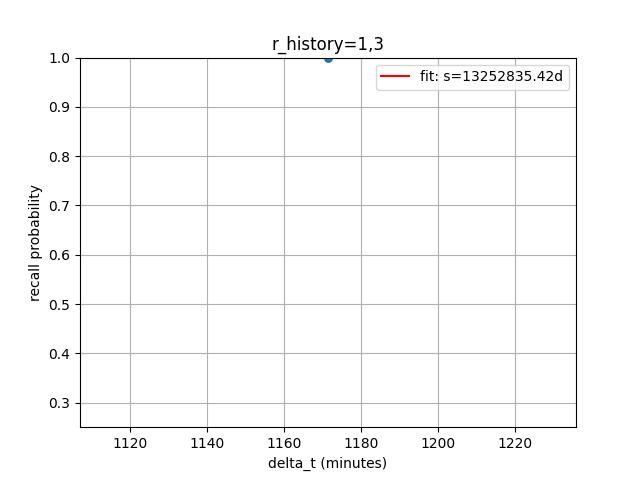 r_history=1,3
fit: s=13252835.42d
1.0
0.9
0.8
0.7
0.6
0.5
0.4
0.3
recall probability
1120 1140 1160 1180 1200 1220
delta_t (minutes)